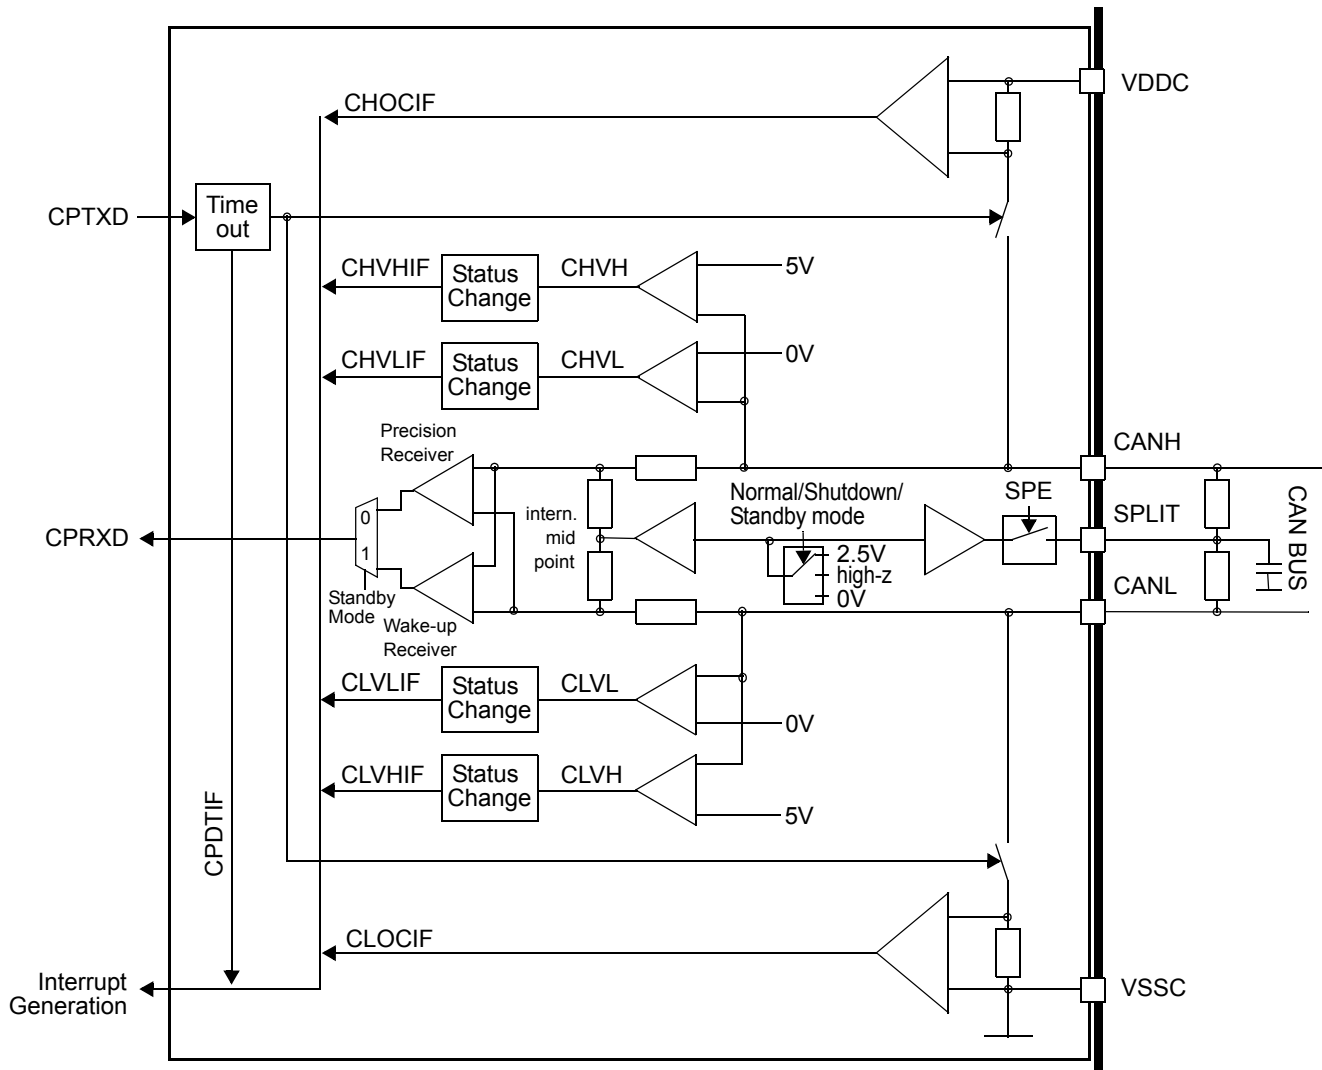 VDDC
CHOCIF
CPTXD
Time
out
CHVHIF
Status
Change
CHVH
5V
CHVLIF
Status
Change
CHVL
0V
Precision
Receiver
CANH
Normal/Shutdown/
Standby mode
SPE
CPRXD
0
1
intern.
mid
point
2.5V
high-z
0V
SPLIT
CANL
CAN BUS
Standby
Mode
Wake-up
Receiver
CLVLIF
Status
Change
CLVL
0V
CLVHIF
Status
Change
CLVH
5V
CPDTIF
CLOCIF
Interrupt
Generation
VSSC